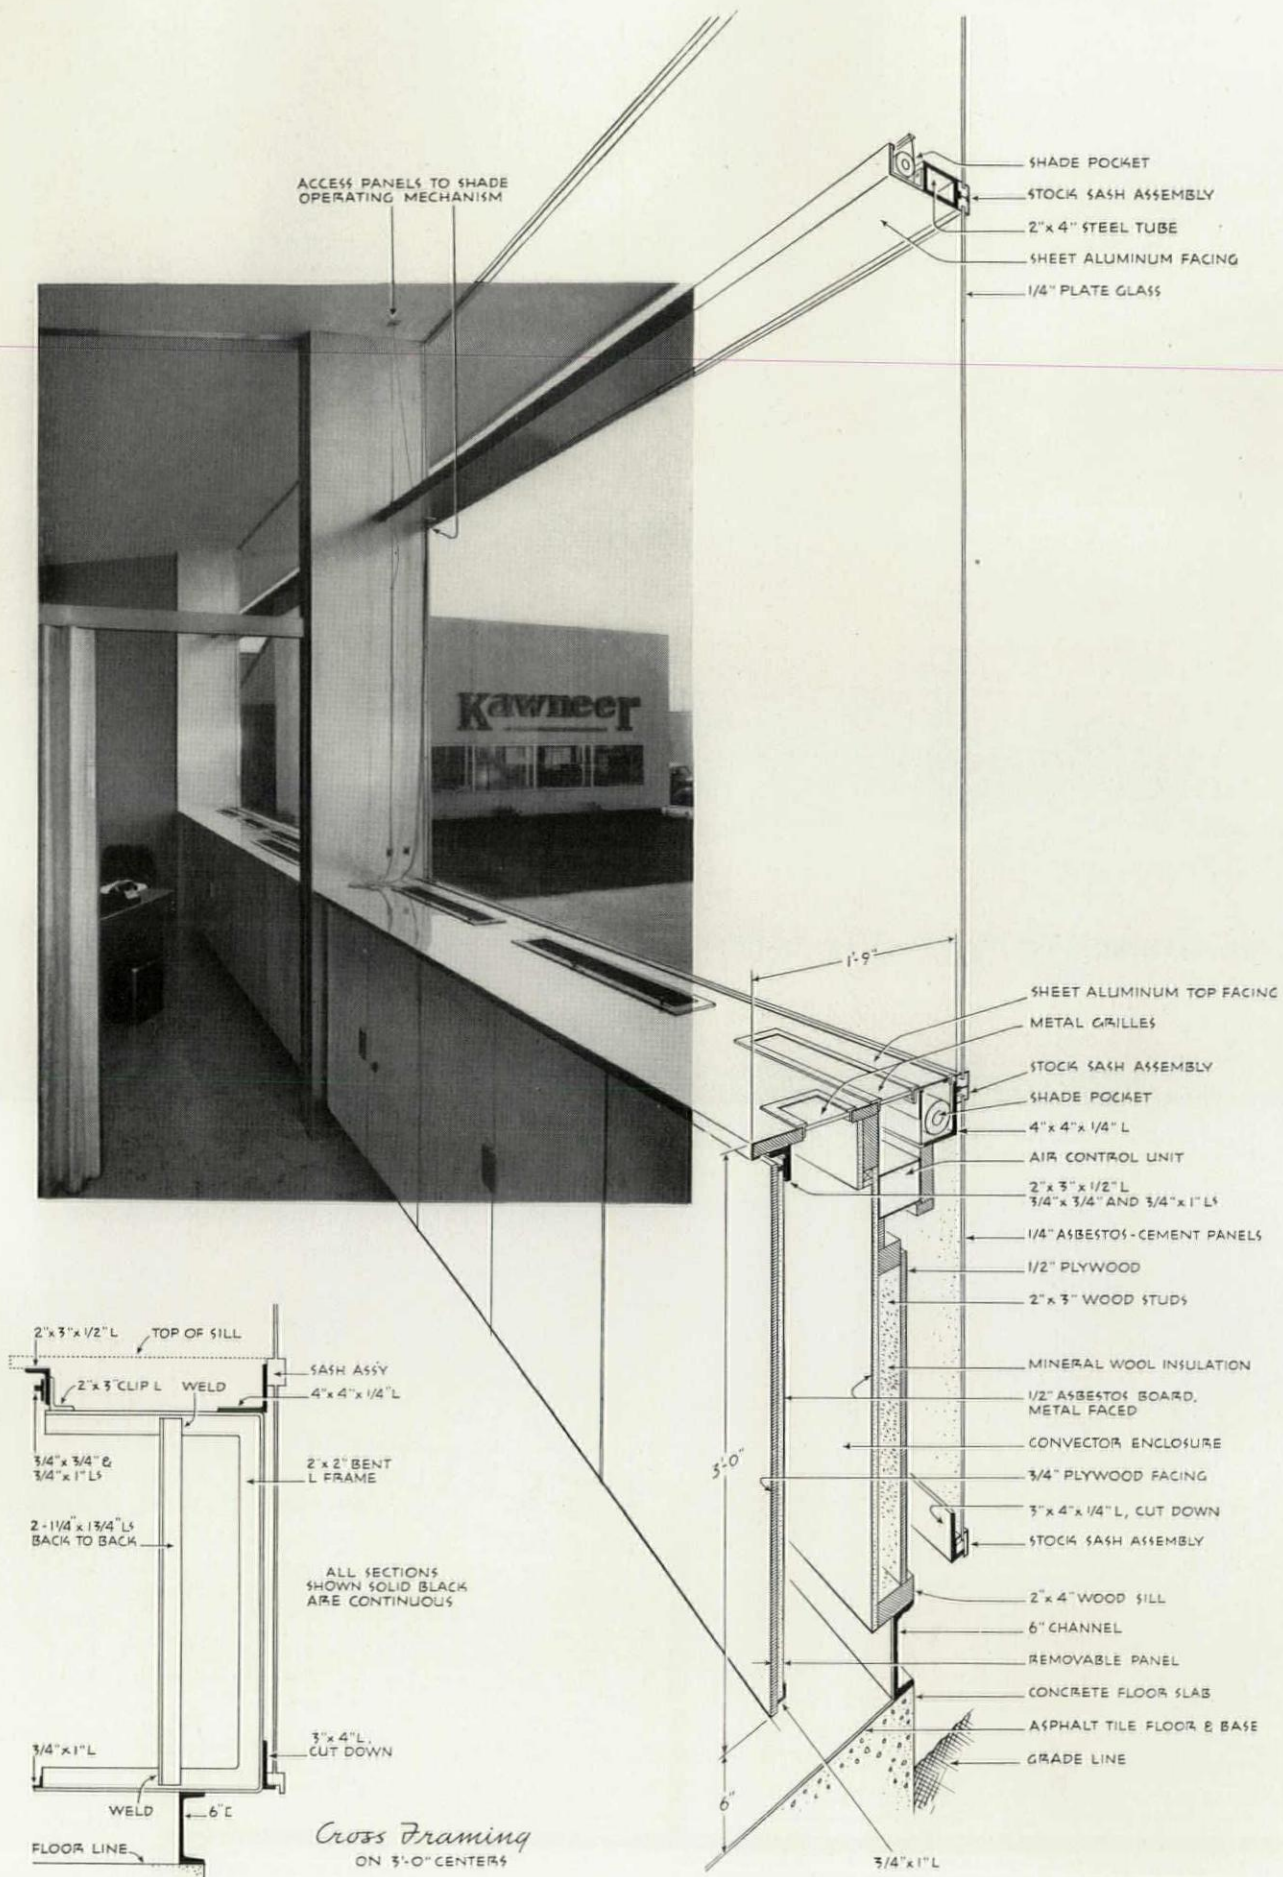 ACCESS PANELS TO SHADE
OPERATING MECHANISM
SHADE POCKET
STOCK SASH ASSEMBLY
2"x 4" STEEL TUBE
SHEET ALUMINUM FACING
1/4" PLATE GLASS
Kawneer
1'-9"
SHEET ALUMINUM TOP FACING
METAL GRILLES
STOCK SASH ASSEMBLY
SHADE POCKET
4"x 4"x 1/4" L
AIR CONTROL UNIT
2"x 3"x 1/2" L
3/4"x 3/4" AND 3/4"x 1" LS
1/4" ASBESTOS-CEMENT PANELS
1/2" PLYWOOD
2"x 3" WOOD STUDS
MINERAL WOOL INSULATION
1/2" ASBESTOS BOARD,
METAL FACED
CONVECTOR ENCLOSURE
3'-0"
3/4" PLYWOOD FACING
3"x 4"x 1/4" L, CUT DOWN
STOCK SASH ASSEMBLY
2"x 4" WOOD SILL
6" CHANNEL
REMOVABLE PANEL
CONCRETE FLOOR SLAB
ASPHALT TILE FLOOR & BASE
GRADE LINE
6"
3/4"x 1" L
2"x 3"x 1/2" L
TOP OF SILL
SASH ASS'Y
2"x 3" CLIP L
WELD
4"x 4"x 1/4" L
3/4"x 3/4" &
3/4"x 1" LS
2"x 2" BENT
L FRAME
2-1 1/4"x 1 3/4" LS
BACK TO BACK
ALL SECTIONS
SHOWN SOLID BLACK
ARE CONTINUOUS
3/4"x 1" L
3"x 4" L,
CUT DOWN
WELD
6" [
FLOOR LINE
Cross Framing
ON 3'-0" CENTERS